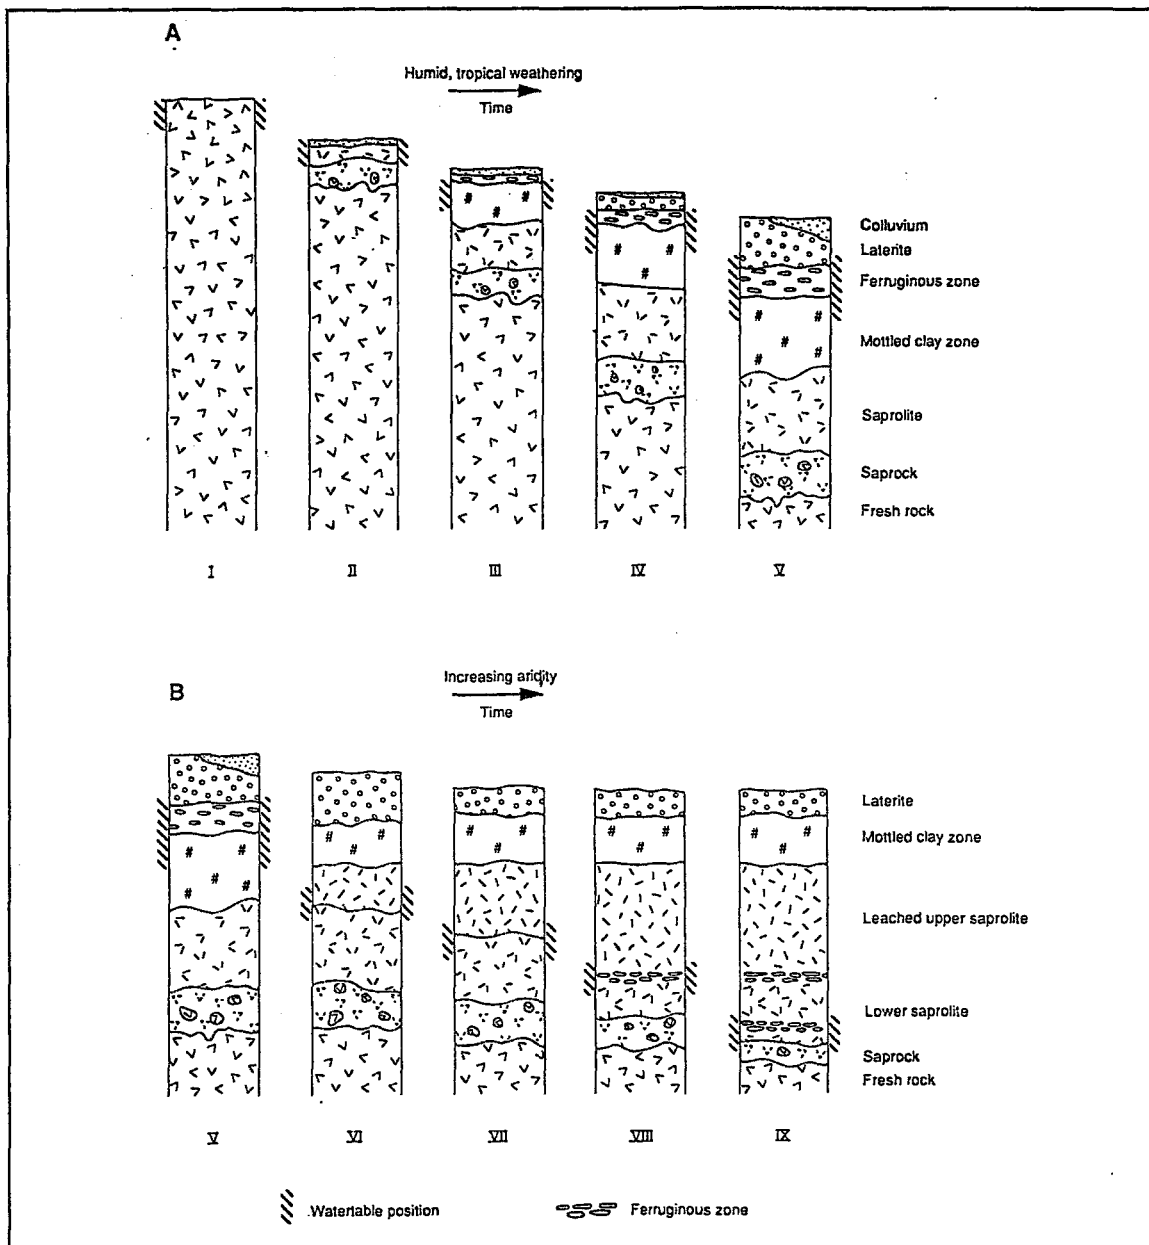 A
Humid, tropical weathering
Time
Colluvium
Laterite
Ferruginous zone
Mottled clay zone
Saprolite
Saprock
Fresh rock
I II III IV V
B
Increasing aridity
Time
Laterite
Mottled clay zone
Leached upper saprolite
Lower saprolite
Saprock
Fresh rock
V VI VII VIII IX
Watertable position Ferruginous zone